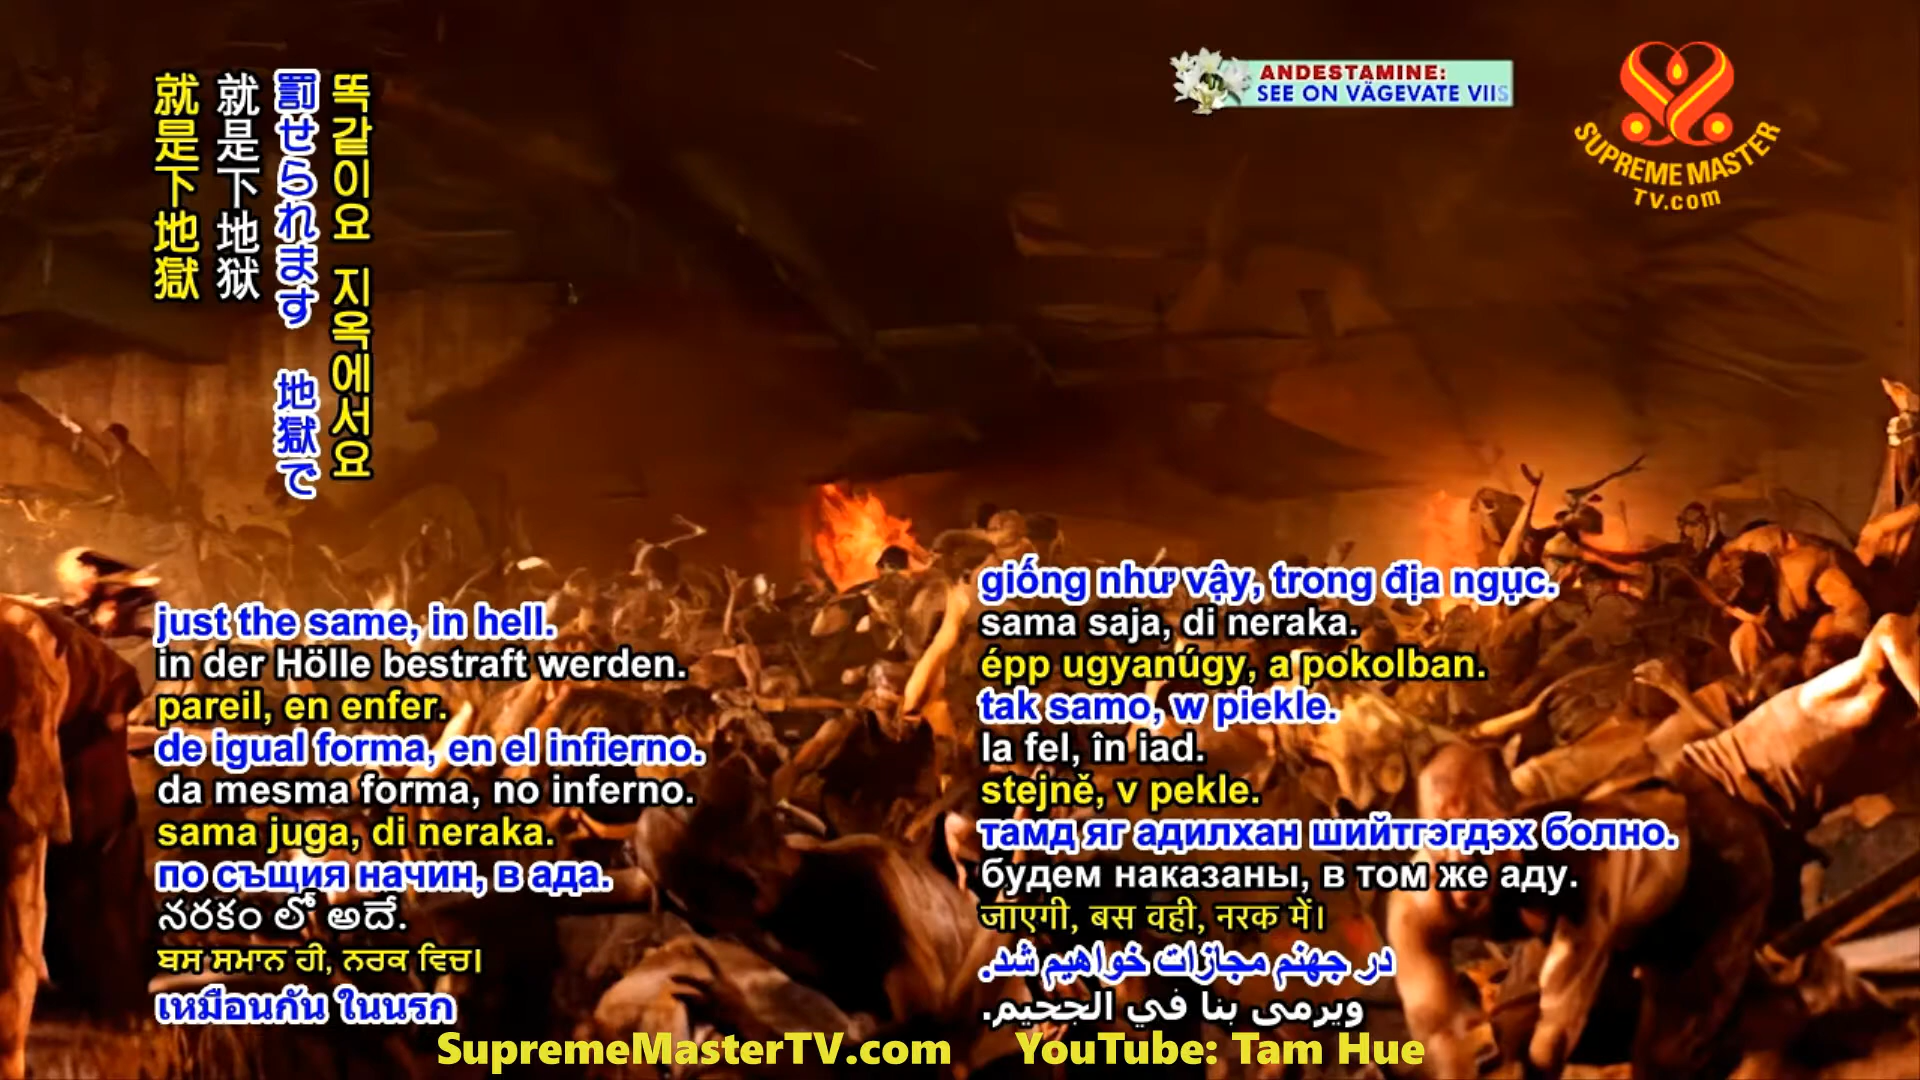 똑같이요 지옥에서요
罰せられます 地獄で
就是下地狱
就是下地獄
ANDESTAMINE:
SEE ON VÄGEVATE VIIS
SUPREME MASTER
TV.com
just the same, in hell.
in der Hölle bestraft werden.
pareil, en enfer.
de igual forma, en el infierno.
da mesma forma, no inferno.
sama juga, di neraka.
по същия начин, в ада.
నరకం లో అదే.
ਬਸ ਸਮਾਨ ਹੀ, ਨਰਕ ਵਿਚ।
เหมือนกัน ในนรก
giống như vậy, trong địa ngục.
sama saja, di neraka.
épp ugyanúgy, a pokolban.
tak samo, w piekle.
la fel, în iad.
stejně, v pekle.
тамд яг адилхан шийтгэгдэх болно.
будем наказаны, в том же аду.
जाएगी, बस वही, नरक में।
در جهنم مجازات خواهیم شد.
ويرمى بنا في الجحيم.
SupremeMasterTV.com YouTube: Tam Hue